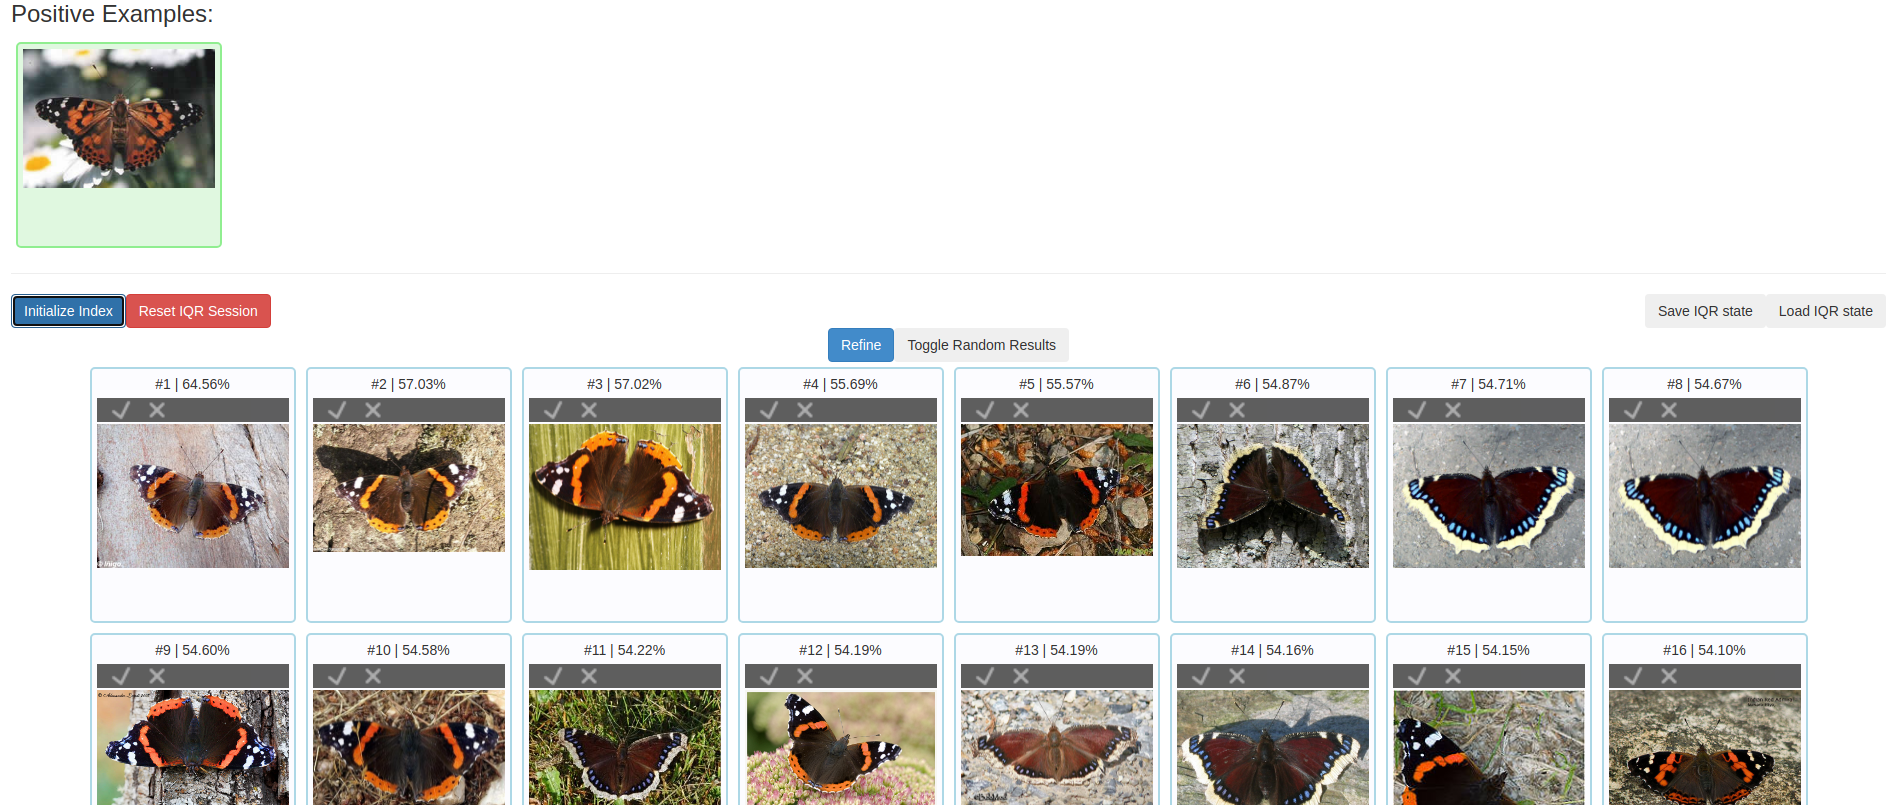 Positive Examples:
Initialize Index
Reset IQR Session
Save IQR state
Load IQR state
Refine
Toggle Random Results
#1 | 64.56%
#2 | 57.03%
#3 | 57.02%
#4 | 55.69%
#5 | 55.57%
#6 | 54.87%
#7 | 54.71%
#8 | 54.67%
#9 | 54.60%
#10 | 54.58%
#11 | 54.22%
#12 | 54.19%
#13 | 54.19%
#14 | 54.16%
#15 | 54.15%
#16 | 54.10%